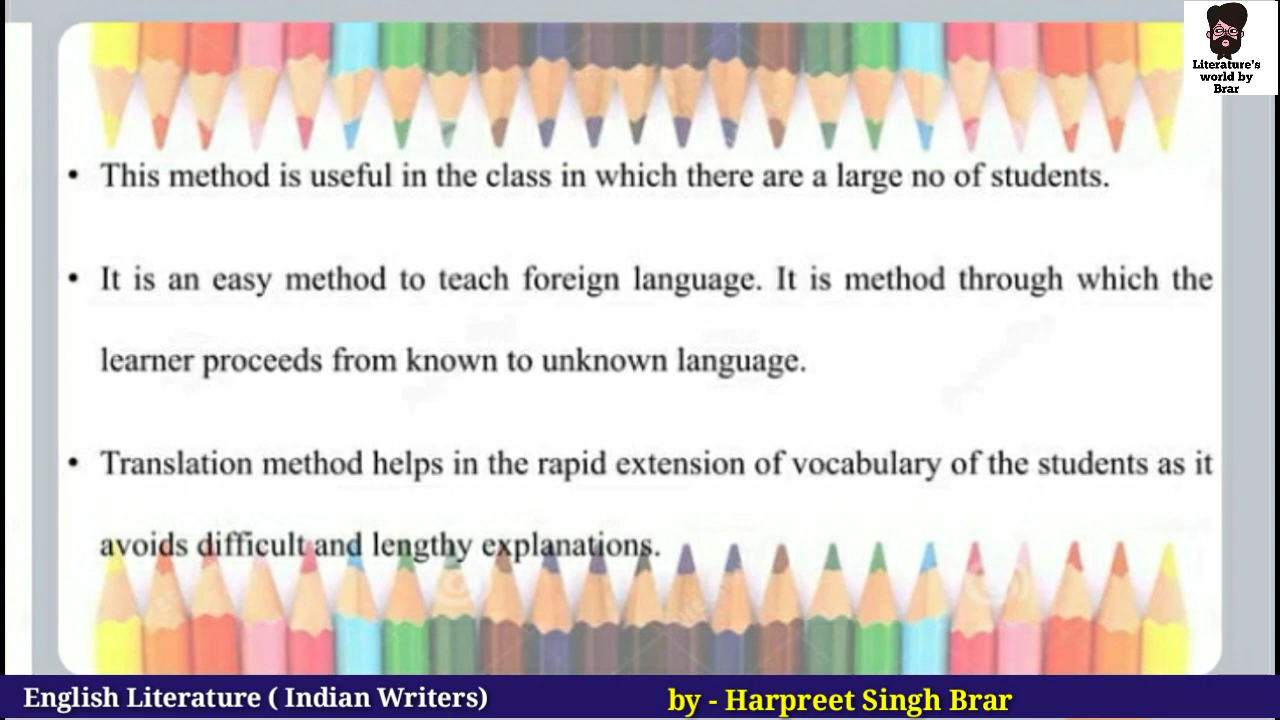 Literature's
world by
Brar
• This method is useful in the class in which there are a large no of students.
• It is an easy method to teach foreign language. It is method through which the
learner proceeds from known to unknown language.
• Translation method helps in the rapid extension of vocabulary of the students as it
avoids difficult and lengthy explanations.
English Literature ( Indian Writers)
by - Harpreet Singh Brar